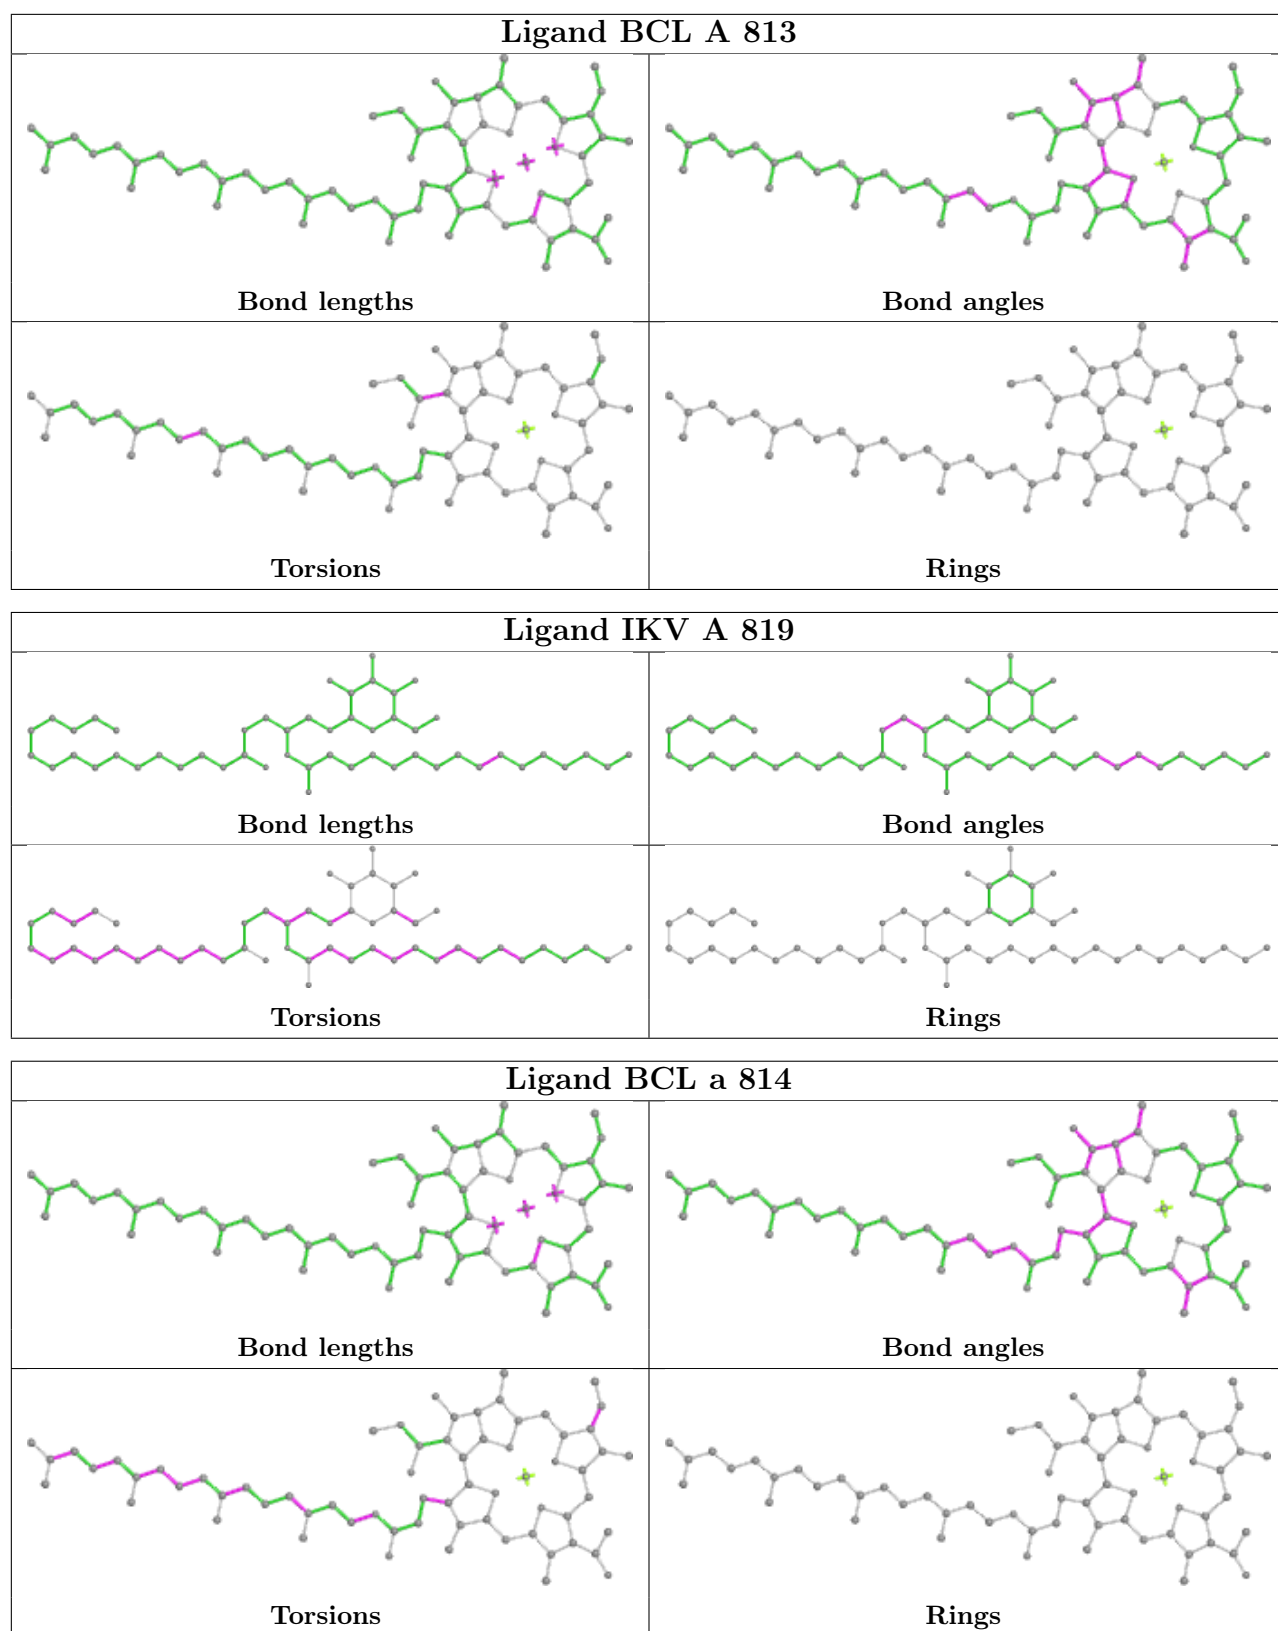 Ligand BCL A 813
Bond lengths
Bond angles
Torsions
Rings
Ligand IKV A 819
Bond lengths
Bond angles
Torsions
Rings
Ligand BCL a 814
Bond lengths
Bond angles
Torsions
Rings